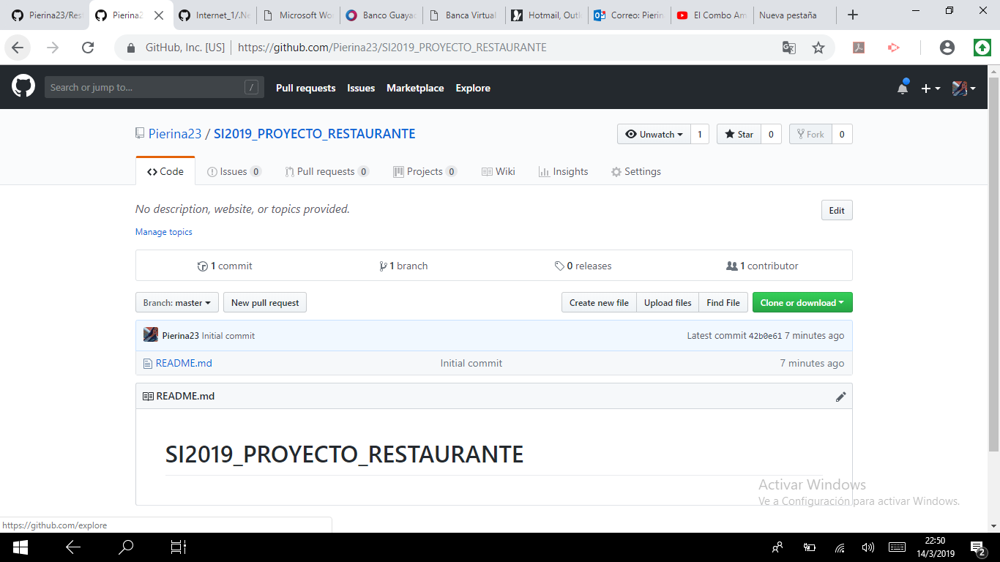 Pierina23/Rest
Pierina2
Internet_1/.Ne
Microsoft Wo
Banco Guayaq
Banca Virtual
Hotmail, Outl
Correo: Pierin
El Combo Am
Nueva pestaña
GitHub, Inc. [US]
https://github.com/Pierina23/SI2019_PROYECTO_RESTAURANTE
Search or jump to... /
Pull requests Issues Marketplace Explore
Pierina23 / SI2019_PROYECTO_RESTAURANTE
Unwatch 1
Star 0
Fork 0
Code
Issues 0
Pull requests 0
Projects 0
Wiki
Insights
Settings
No description, website, or topics provided.
Edit
Manage topics
1 commit
1 branch
0 releases
1 contributor
Branch: master
New pull request
Create new file
Upload files
Find File
Clone or download
Pierina23 Initial commit
Latest commit 42b0e61 7 minutes ago
README.md
Initial commit
7 minutes ago
README.md
SI2019_PROYECTO_RESTAURANTE
Activar Windows
Ve a Configuración para activar Windows.
https://github.com/explore
22:50
14/3/2019
2